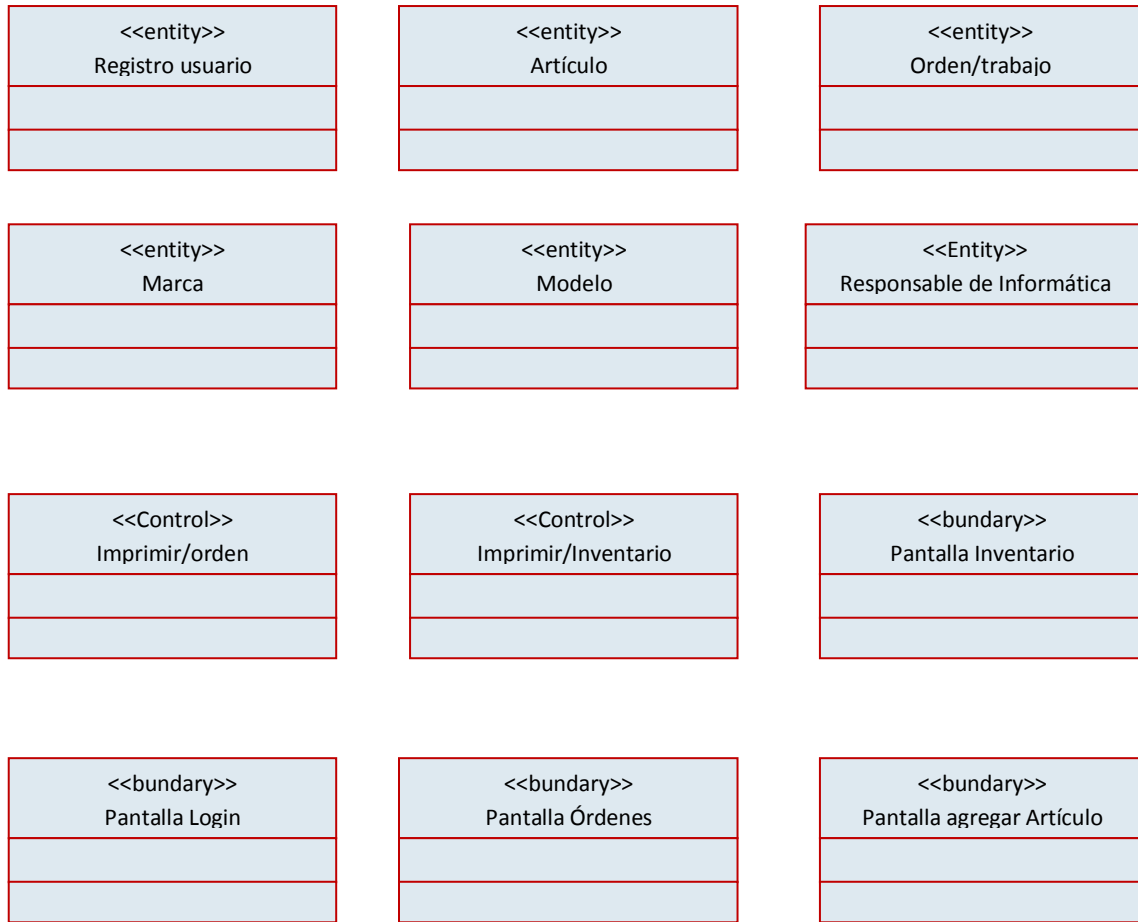 <<entity>>
Registro usuario
<<entity>>
Artículo
<<entity>>
Orden/trabajo
<<entity>>
Marca
<<entity>>
Modelo
<<Entity>>
Responsable de Informática
<<Control>>
Imprimir/orden
<<Control>>
Imprimir/Inventario
<<bundary>>
Pantalla Inventario
<<bundary>>
Pantalla Login
<<bundary>>
Pantalla Órdenes
<<bundary>>
Pantalla agregar Artículo